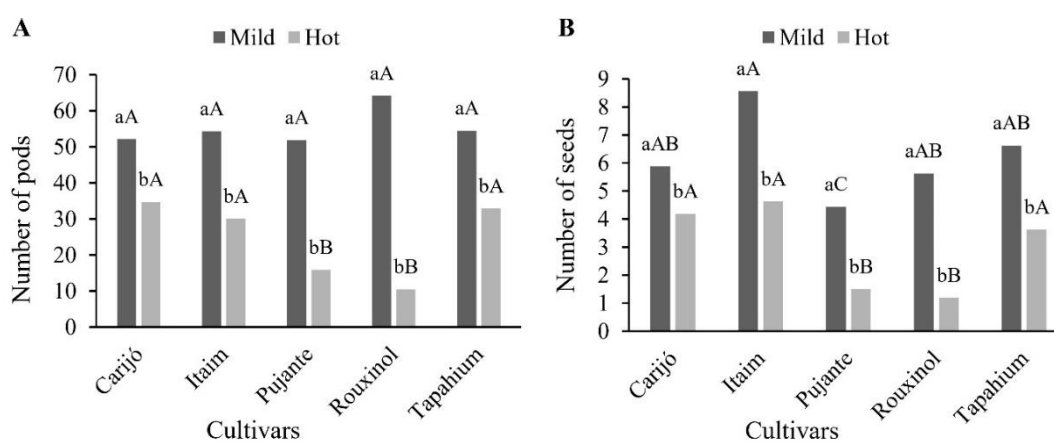 A
Mild Hot
Number of pods
70
60
50
40
30
20
10
0
aA bA aA bA aA bB aA bB aA bA
Carijó Itaim Pujante Rouxinol Tapahium
Cultivars
B
Mild Hot
Number of seeds
9
8
7
6
5
4
3
2
1
0
aAB bA aA bA aC bB aAB bB aAB bA
Carijó Itaim Pujante Rouxinol Tapahium
Cultivars